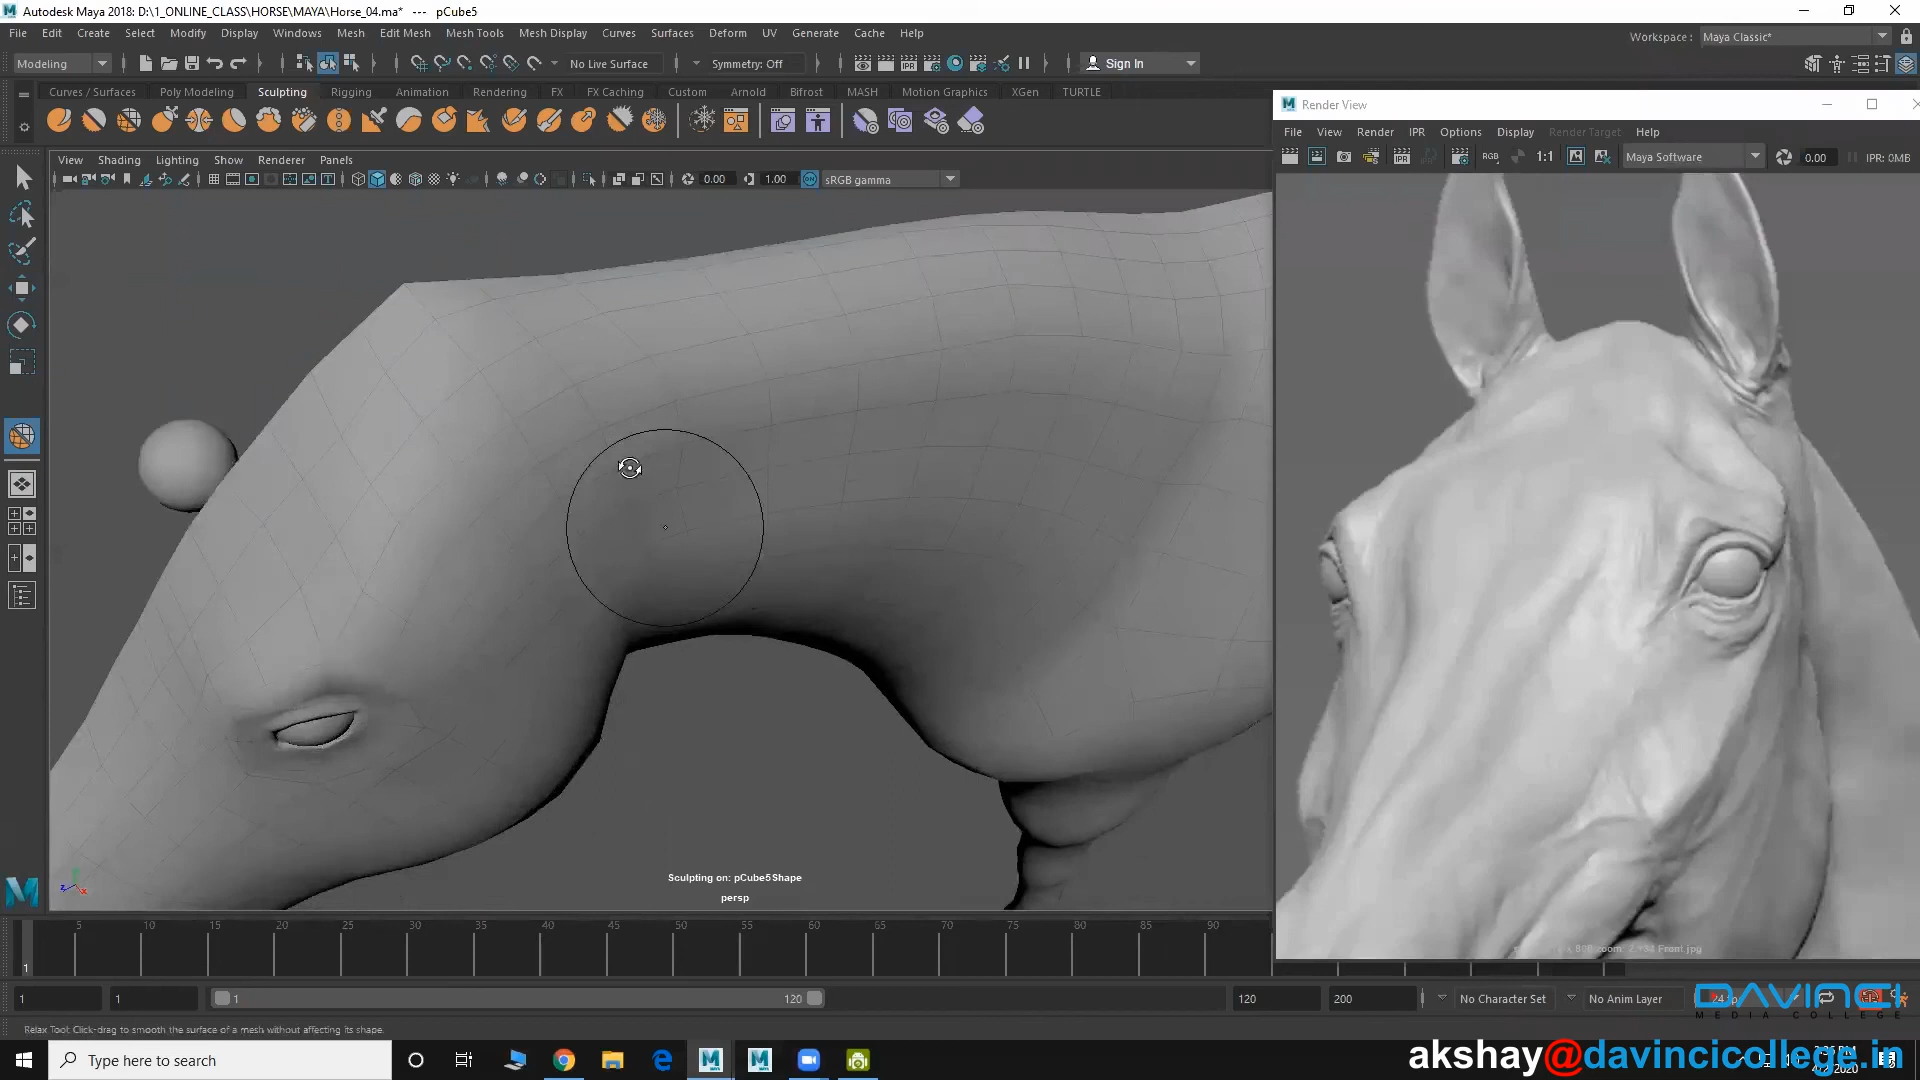 Autodesk Maya 2018: D:\1_ONLINE_CLASS\HORSE\MAYA\Horse_04.ma* --- pCube5
File Edit Create Select Modify Display Windows Mesh Edit Mesh Mesh Tools Mesh Display Curves Surfaces Deform UV Generate Cache Help
Workspace : Maya Classic*
Modeling No Live Surface Symmetry: Off Sign In
Curves / Surfaces Poly Modeling Sculpting Rigging Animation Rendering FX FX Caching Custom Arnold Bifrost MASH Motion Graphics XGen TURTLE
Render View
File View Render IPR Options Display Render Target Help
IPR RGB 1:1 Maya Software 0.00 IPR: 0MB
View Shading Lighting Show Renderer Panels
0.00 1.00 sRGB gamma
Sculpting on: pCube5Shape
persp
5 10 15 20 25 30 35 40 45 50 55 60 65 70 75 80 85 90
1
1 1 1 120 120 200 No Character Set No Anim Layer
DAVINCI
MEDIA COLLEGE
Relax Tool: Click-drag to smooth the surface of a mesh without affecting its shape.
Type here to search
akshay@davincicollege.in